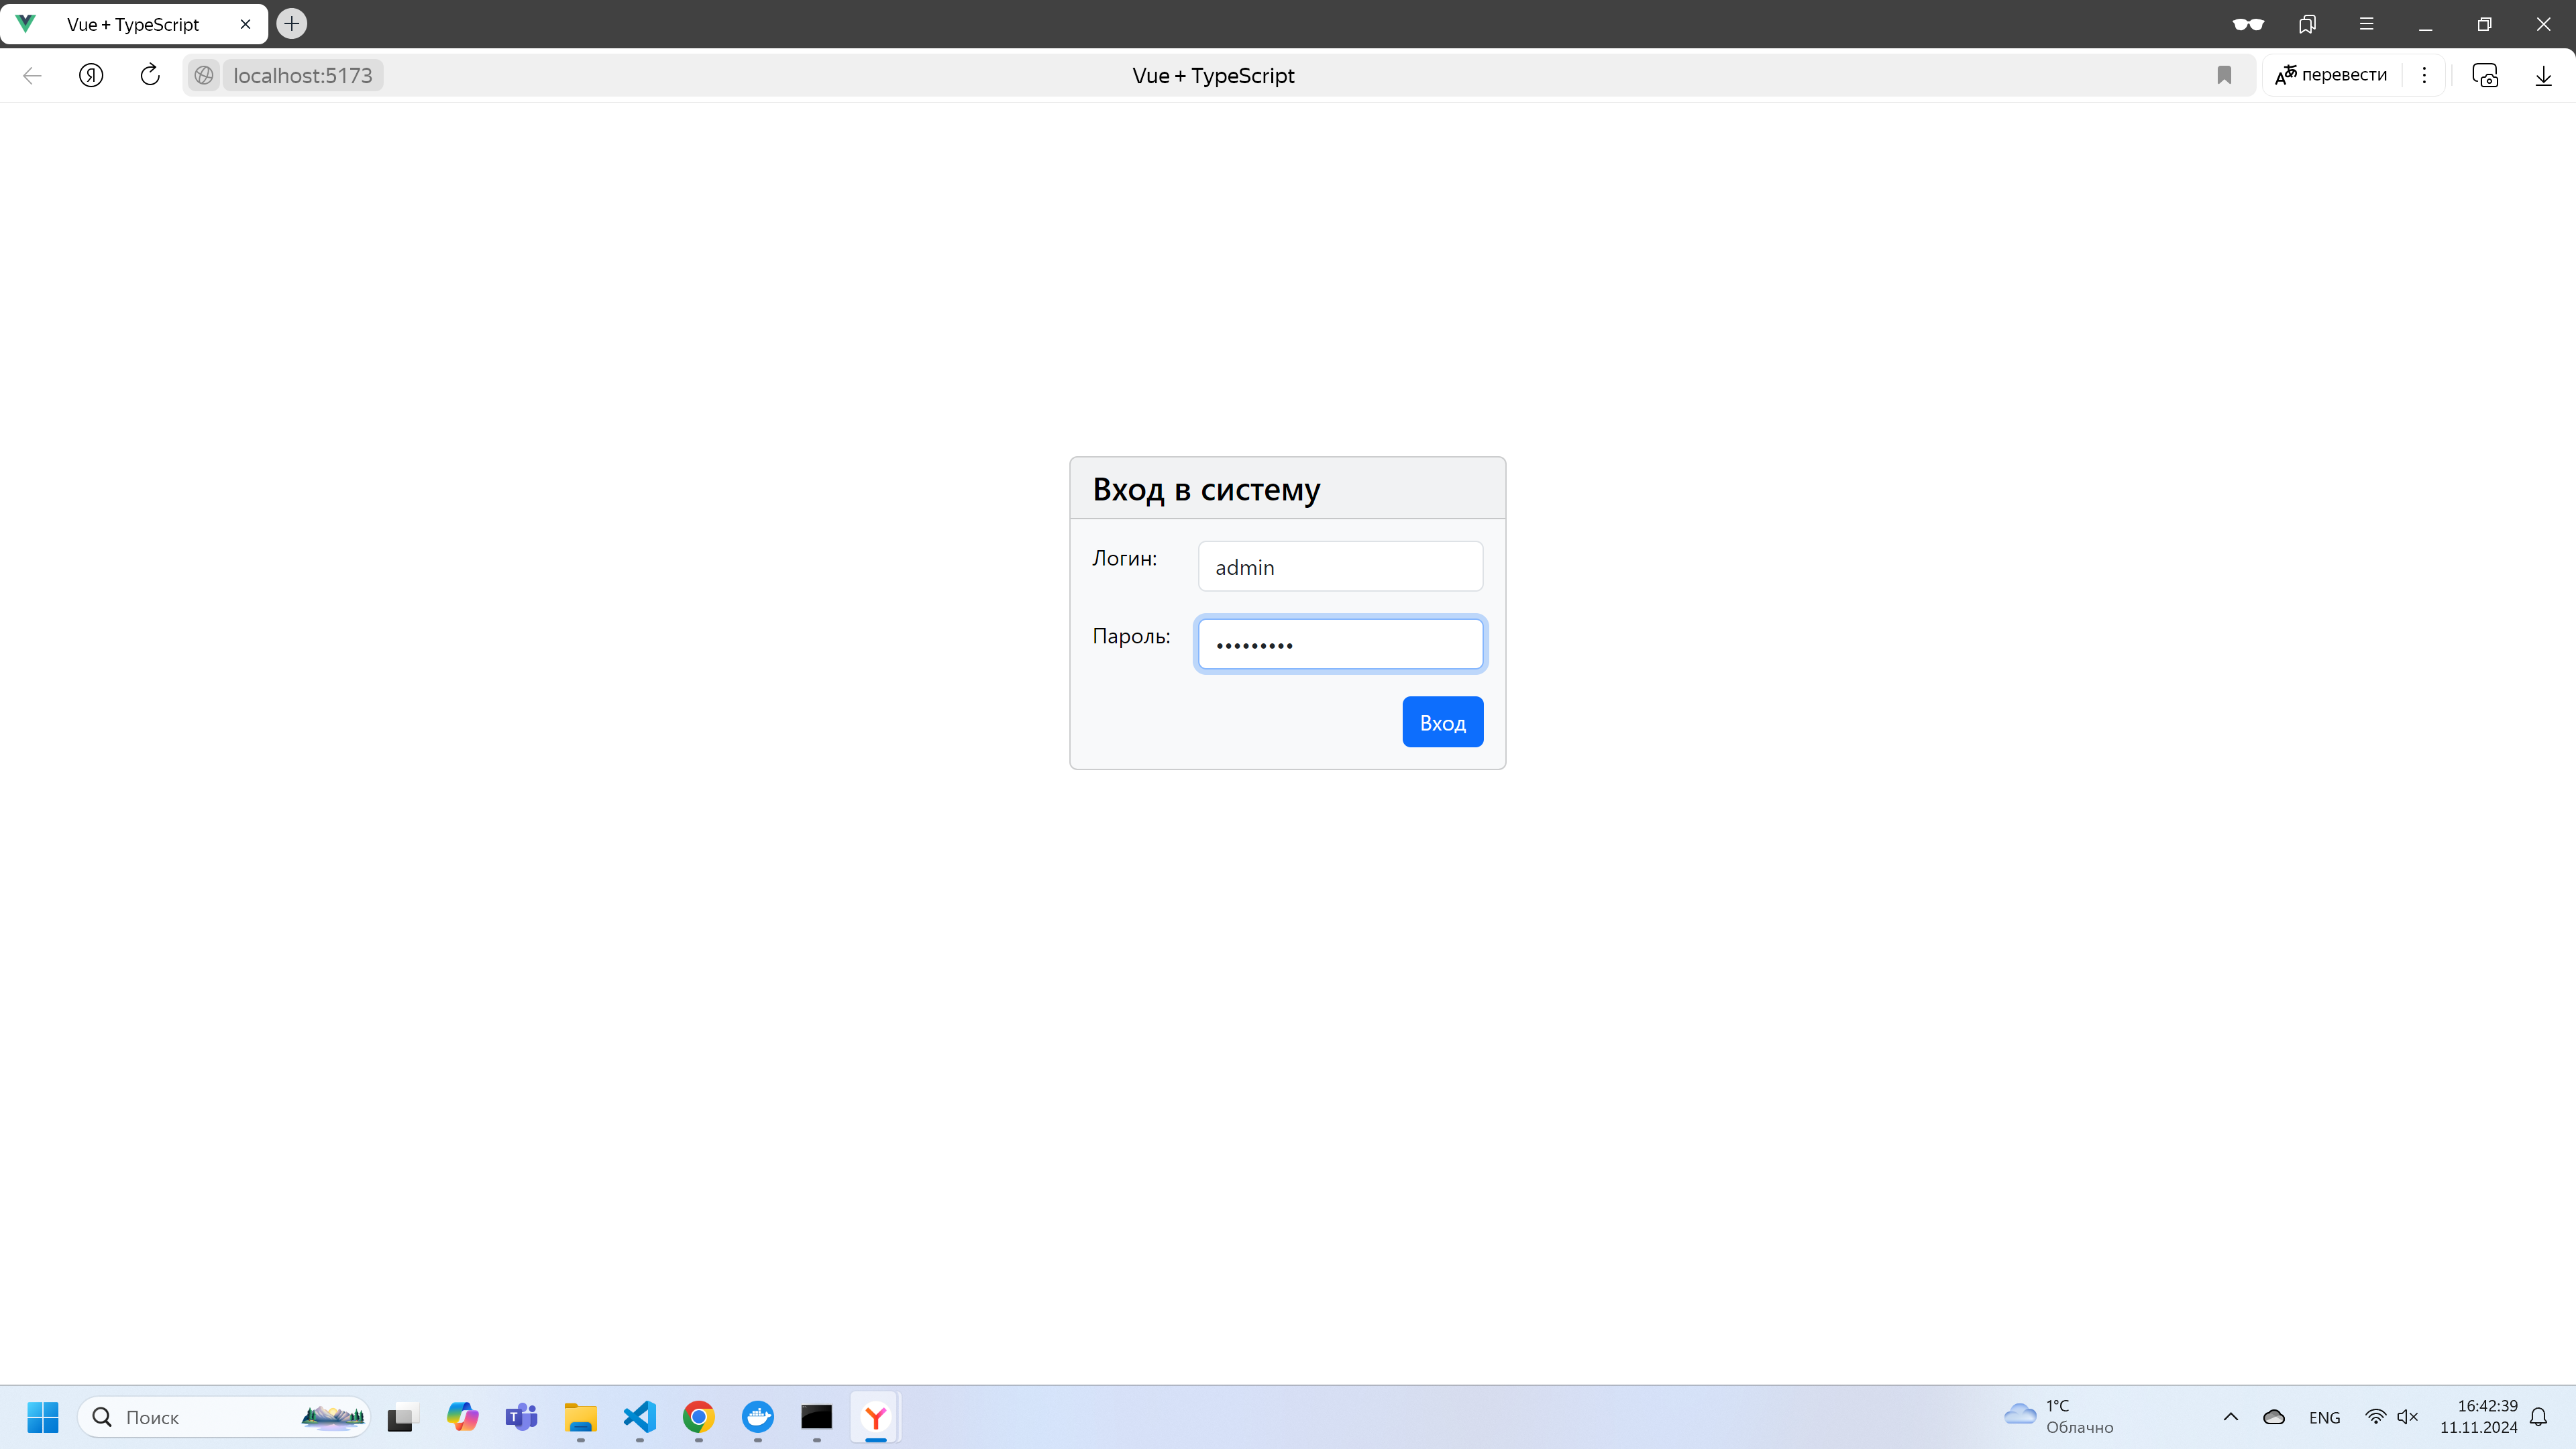 Vue + TypeScript
localhost:5173
Vue + TypeScript
перевести
Вход в систему
Логин:
admin
Пароль:
•••••••••
Вход
Поиск
1°C
Облачно
ENG
16:42:39
11.11.2024